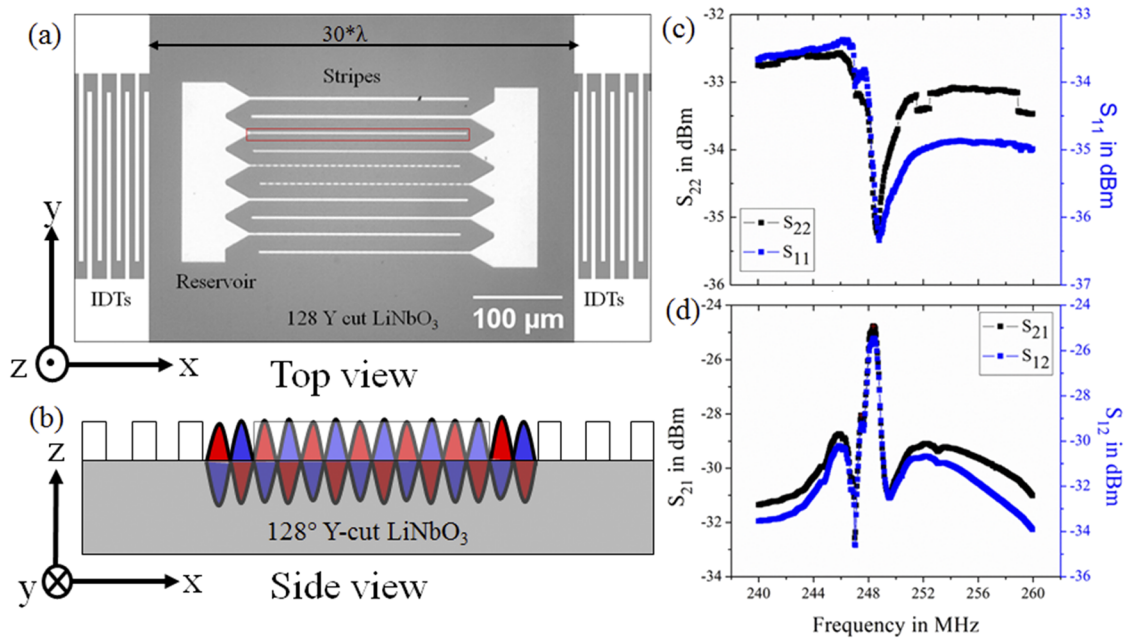 (a)
30*λ
Stripes
y
IDTs
Reservoir
IDTs
128 Y cut LiNbO3
100 µm
z
x
Top view
(b)
z
128° Y-cut LiNbO3
y
x
Side view
(c)
-32
-33
-34
-35
-36
S22 in dBm
S22
S11
-33
-34
-35
-36
-37
S11 in dBm
(d)
-24
-26
-28
-30
-32
-34
S21 in dBm
S21
S12
-24
-26
-28
-30
-32
-34
-36
S12 in dBm
240
244
248
252
256
260
Frequency in MHz